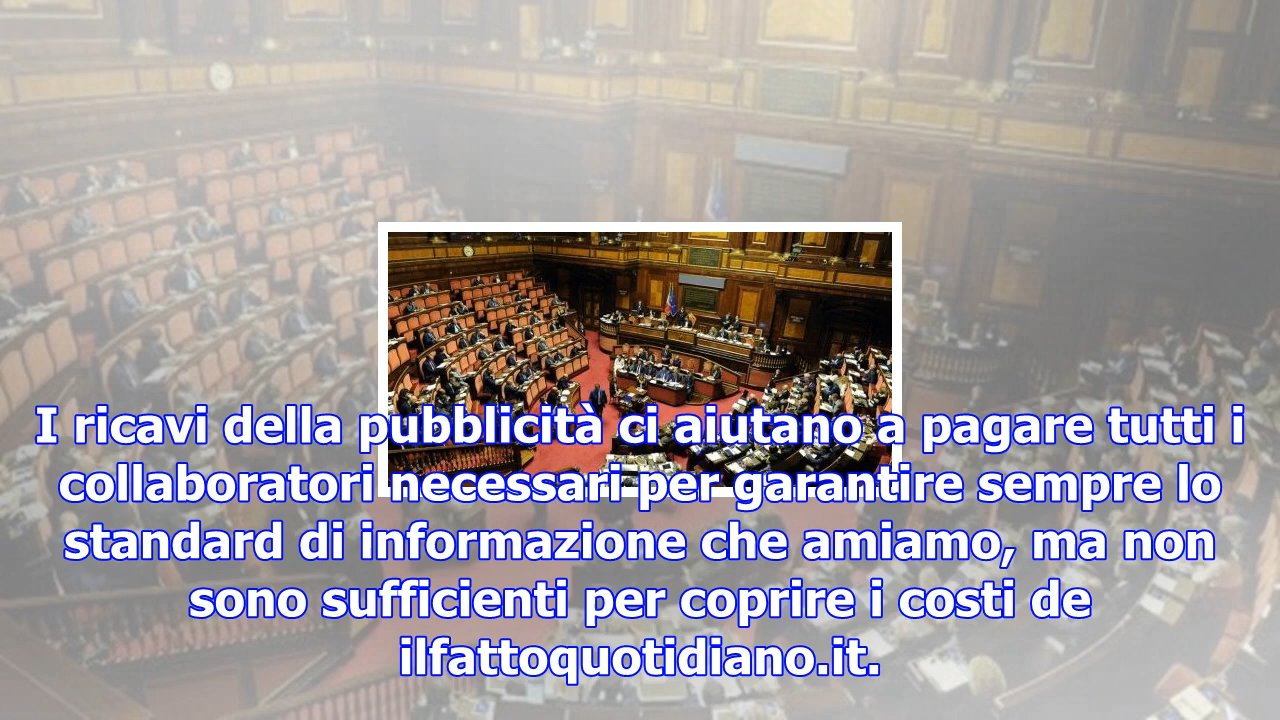 I ricavi della pubblicità ci aiutano a pagare tutti i
collaboratori necessari per garantire sempre lo
standard di informazione che amiamo, ma non
sono sufficienti per coprire i costi de
ilfattoquotidiano.it.